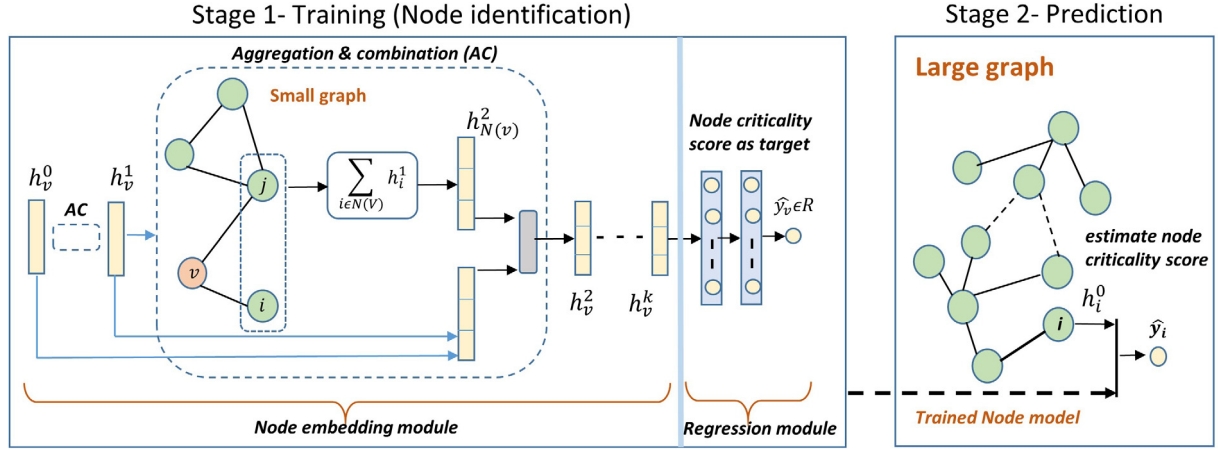 Stage 1- Training (Node identification)
Aggregation & combination (AC)
Small graph
h_v^0
AC
h_v^1
j
v
i
∑_{i∈N(V)} h_i^1
h_{N(v)}^2
h_v^2
h_v^k
Node criticality
score as target
ŷ_v∈R
Node embedding module
Regression module
Stage 2- Prediction
Large graph
estimate node
criticality score
i
h_i^0
ŷ_i
Trained Node model